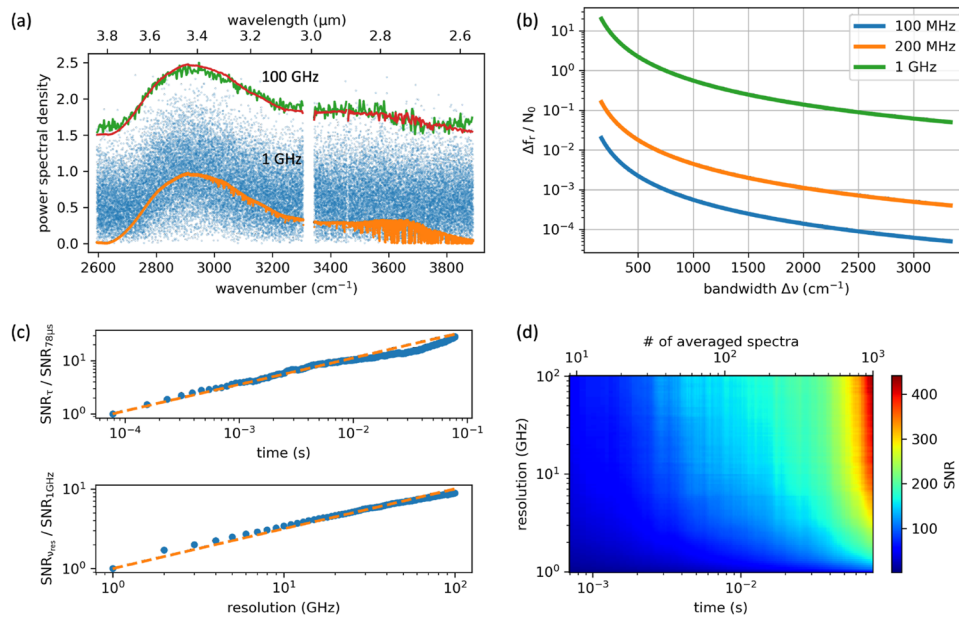 (a)
wavelength (μm)
3.8 3.6 3.4 3.2 3.0 2.8 2.6
2.5
2.0
1.5
1.0
0.5
0.0
power spectral density
100 GHz
1 GHz
2600 2800 3000 3200 3400 3600 3800
wavenumber (cm⁻¹)
(b)
10¹
10⁰
10⁻¹
10⁻²
10⁻³
10⁻⁴
Δfᵣ / N₀
100 MHz
200 MHz
1 GHz
500 1000 1500 2000 2500 3000
bandwidth Δν (cm⁻¹)
(c)
10¹
10⁰
SNR_τ / SNR_78μs
10⁻⁴ 10⁻³ 10⁻² 10⁻¹
time (s)
10¹
10⁰
SNR_ν_res / SNR_1GHz
10⁰ 10¹ 10²
resolution (GHz)
(d)
# of averaged spectra
10¹ 10² 10³
10²
10¹
10⁰
resolution (GHz)
10⁻³ 10⁻²
time (s)
400
300
200
100
SNR